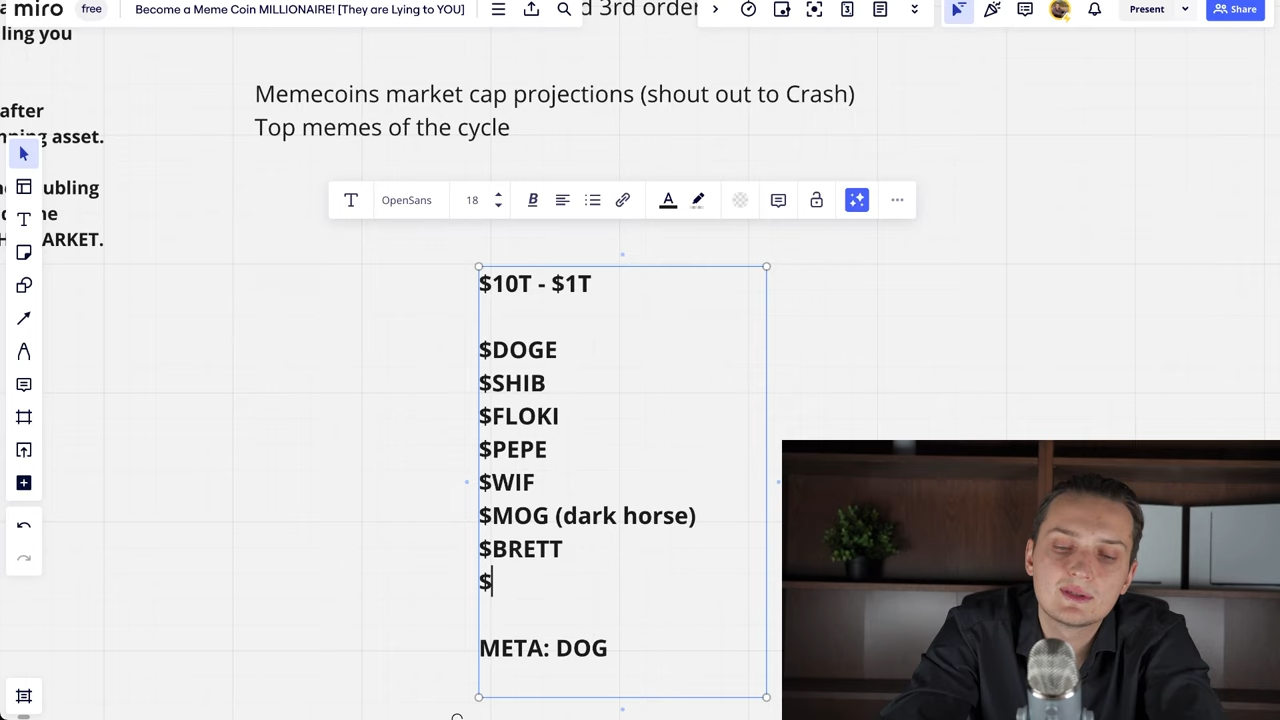 miro
free
Become a Meme Coin MILLIONAIRE! [They are Lying to YOU]
d 3rd order
3
Present
Share
ling you
after
asset.
ubling
ARKET.
Memecoins market cap projections (shout out to Crash)
Top memes of the cycle
OpenSans
18
$10T - $1T
$DOGE
$SHIB
$FLOKI
$PEPE
$WIF
$MOG (dark horse)
$BRETT
$
META: DOG